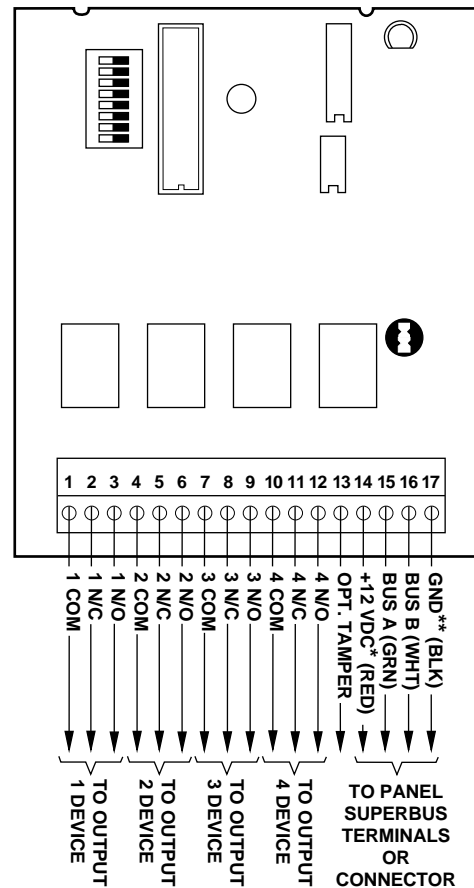 1 2 3 4 5 6 7 8 9 10 11 12 13 14 15 16 17
1 COM
1 N/C
1 N/O
2 COM
2 N/C
2 N/O
3 COM
3 N/C
3 N/O
4 COM
4 N/C
4 N/O
OPT. TAMPER
+12 VDC* (RED)
BUS A (GRN)
BUS B (WHT)
GND** (BLK)
TO OUTPUT
1 DEVICE
TO OUTPUT
2 DEVICE
TO OUTPUT
3 DEVICE
TO OUTPUT
4 DEVICE
TO PANEL
SUPERBUS
TERMINALS
OR
CONNECTOR